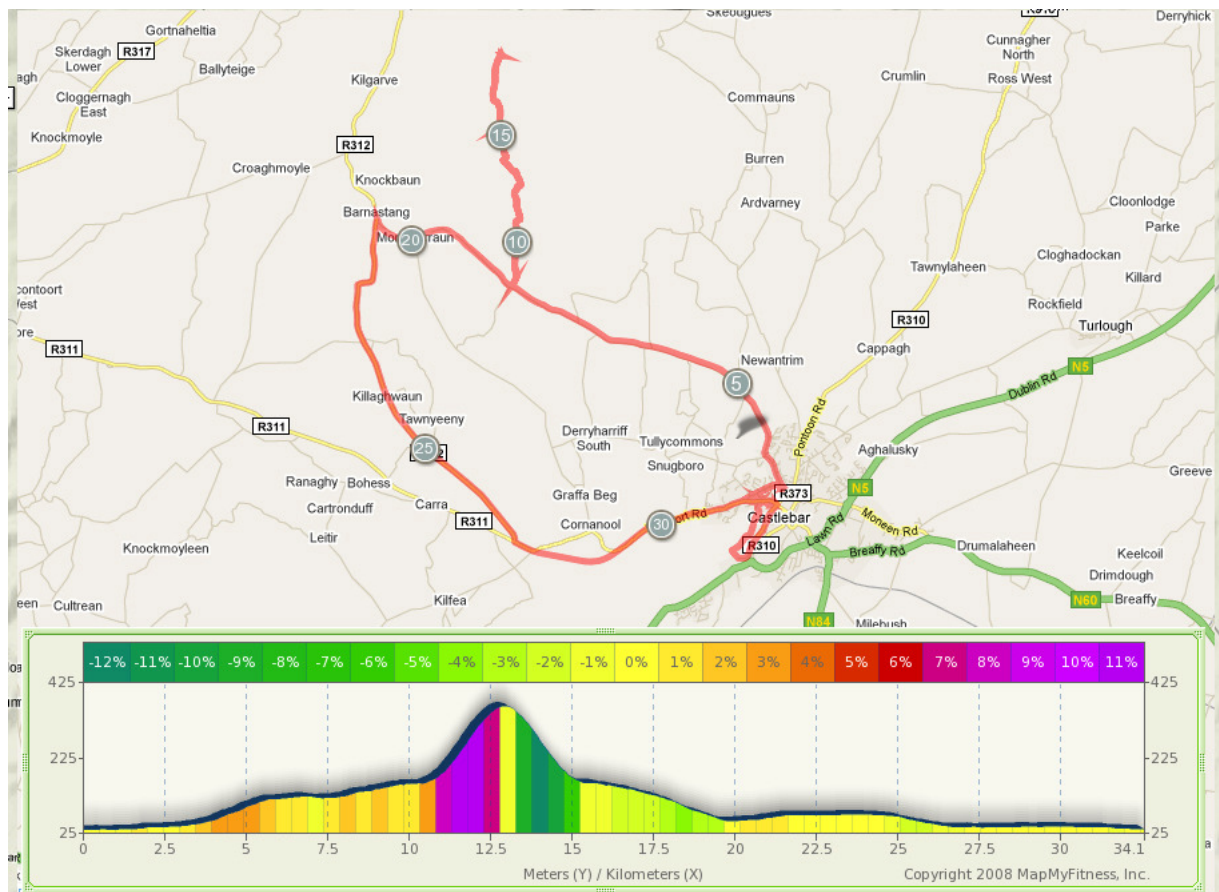 Skeougues
Derryhick
Gortnaheltia
Skerdagh
Lower
R317
Ballyteige
Kilgarve
Cunnagher
North
Crumlin
Ross West
Cloggernagh
East
Commauns
Knockmoyle
15
R312
Croaghmoyle
Burren
Knockbaun
Ardvarney
Cloonlodge
Barnastang
Parke
20
10
Cloghadockan
Tawnylaheen
Killard
Rockfield
Turlough
R310
R311
Cappagh
Newantrim
N5
5
Dublin Rd
Killaghwaun
Tawnyeeny
R311
Pontoon Rd
Derryharriff
South
Tullycommons
25
Aghalusky
Snugboro
Greeve
Ranaghy
Bohess
Graffa Beg
N5
R373
Cartronduff
Carra
R311
Cornanool
30
Castlebar
Moneen Rd
Lawn Rd
Leitir
Knockmoyleen
R310
Breaffy Rd
Drumalaheen
Keelcoil
Drimdough
Cultrean
Kilfea
N60
Breaffy
N84
Milebush
-12% -11% -10% -9% -8% -7% -6% -5% -4% -3% -2% -1% 0% 1% 2% 3% 4% 5% 6% 7% 8% 9% 10% 11%
425 425
225 225
25 25
0 2.5 5 7.5 10 12.5 15 17.5 20 22.5 25 27.5 30 34.1
Meters (Y) / Kilometers (X)
Copyright 2008 MapMyFitness, Inc.